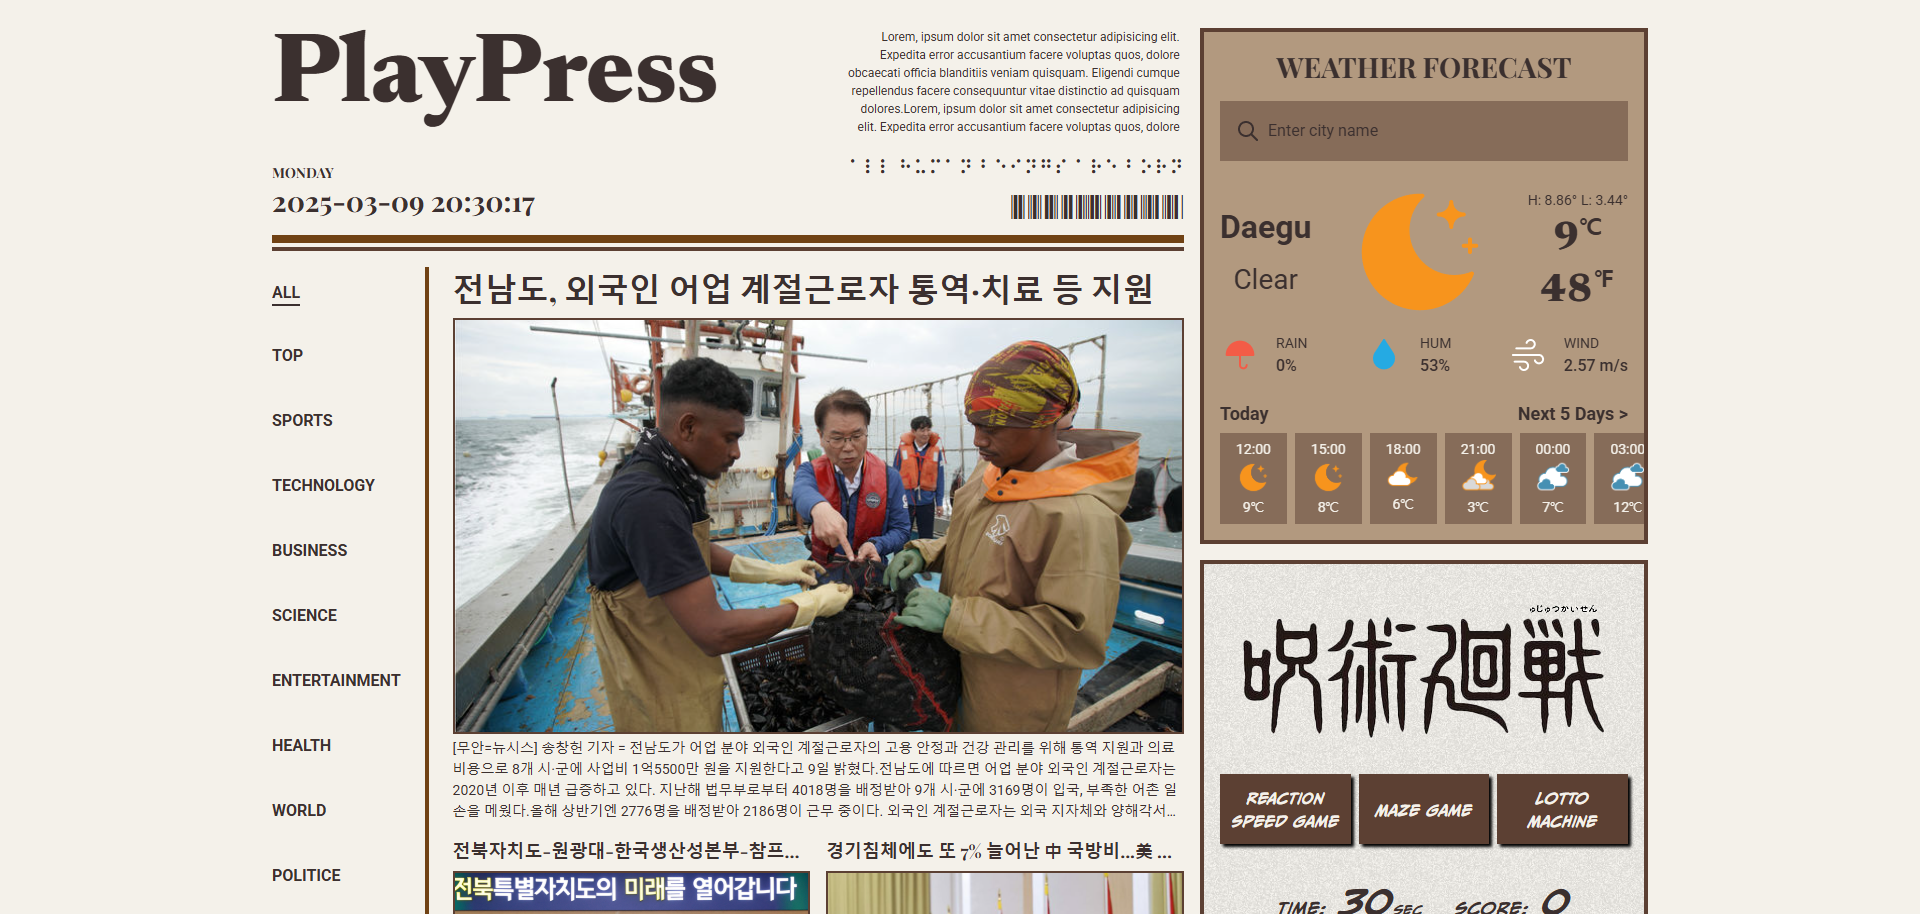 PlayPress
Lorem, ipsum dolor sit amet consectetur adipisicing elit.
Expedita error accusantium facere voluptas quos, dolore
obcaecati officia blanditiis veniam quisquam. Eligendi cumque
repellendus facere consequuntur vitae distinctio ad quisquam
dolores.Lorem, ipsum dolor sit amet consectetur adipisicing
elit. Expedita error accusantium facere voluptas quos, dolore
MONDAY
2025-03-09 20:30:17
ALL
TOP
SPORTS
TECHNOLOGY
BUSINESS
SCIENCE
ENTERTAINMENT
HEALTH
WORLD
POLITICE
전남도, 외국인 어업 계절근로자 통역·치료 등 지원
[무안=뉴시스] 송창헌 기자 = 전남도가 어업 분야 외국인 계절근로자의 고용 안정과 건강 관리를 위해 통역 지원과 의료
비용으로 8개 시·군에 사업비 1억5500만 원을 지원한다고 9일 밝혔다.전남도에 따르면 어업 분야 외국인 계절근로자는
2020년 이후 매년 급증하고 있다. 지난해 법무부로부터 4018명을 배정받아 9개 시·군에 3169명이 입국, 부족한 어촌 일
손을 메웠다.올해 상반기엔 2776명을 배정받아 2186명이 근무 중이다. 외국인 계절근로자는 외국 지자체와 양해각서…
전북자치도-원광대-한국생산성본부-참프...
전북특별자치도의 미래를 열어갑니다
경기침체에도 또 7% 늘어난 中 국방비…美 ...
WEATHER FORECAST
Enter city name
Daegu
Clear
H: 8.86° L: 3.44°
9℃
48℉
RAIN
0%
HUM
53%
WIND
2.57 m/s
Today
Next 5 Days >
12:00
9℃
15:00
8℃
18:00
6℃
21:00
3℃
00:00
7℃
03:00
12℃
じゅじゅつかいせん
呪術廻戦
REACTION
SPEED GAME
MAZE GAME
LOTTO
MACHINE
TIME: 30 SEC
SCORE: 0